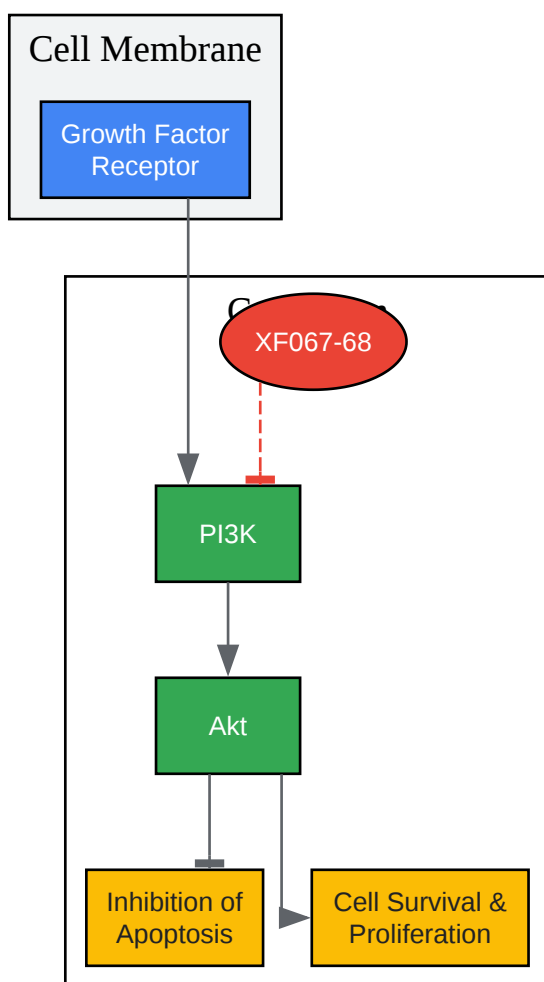 Cell Membrane
Growth Factor
Receptor
XF067-68
PI3K
Akt
Inhibition of
Apoptosis
Cell Survival &
Proliferation